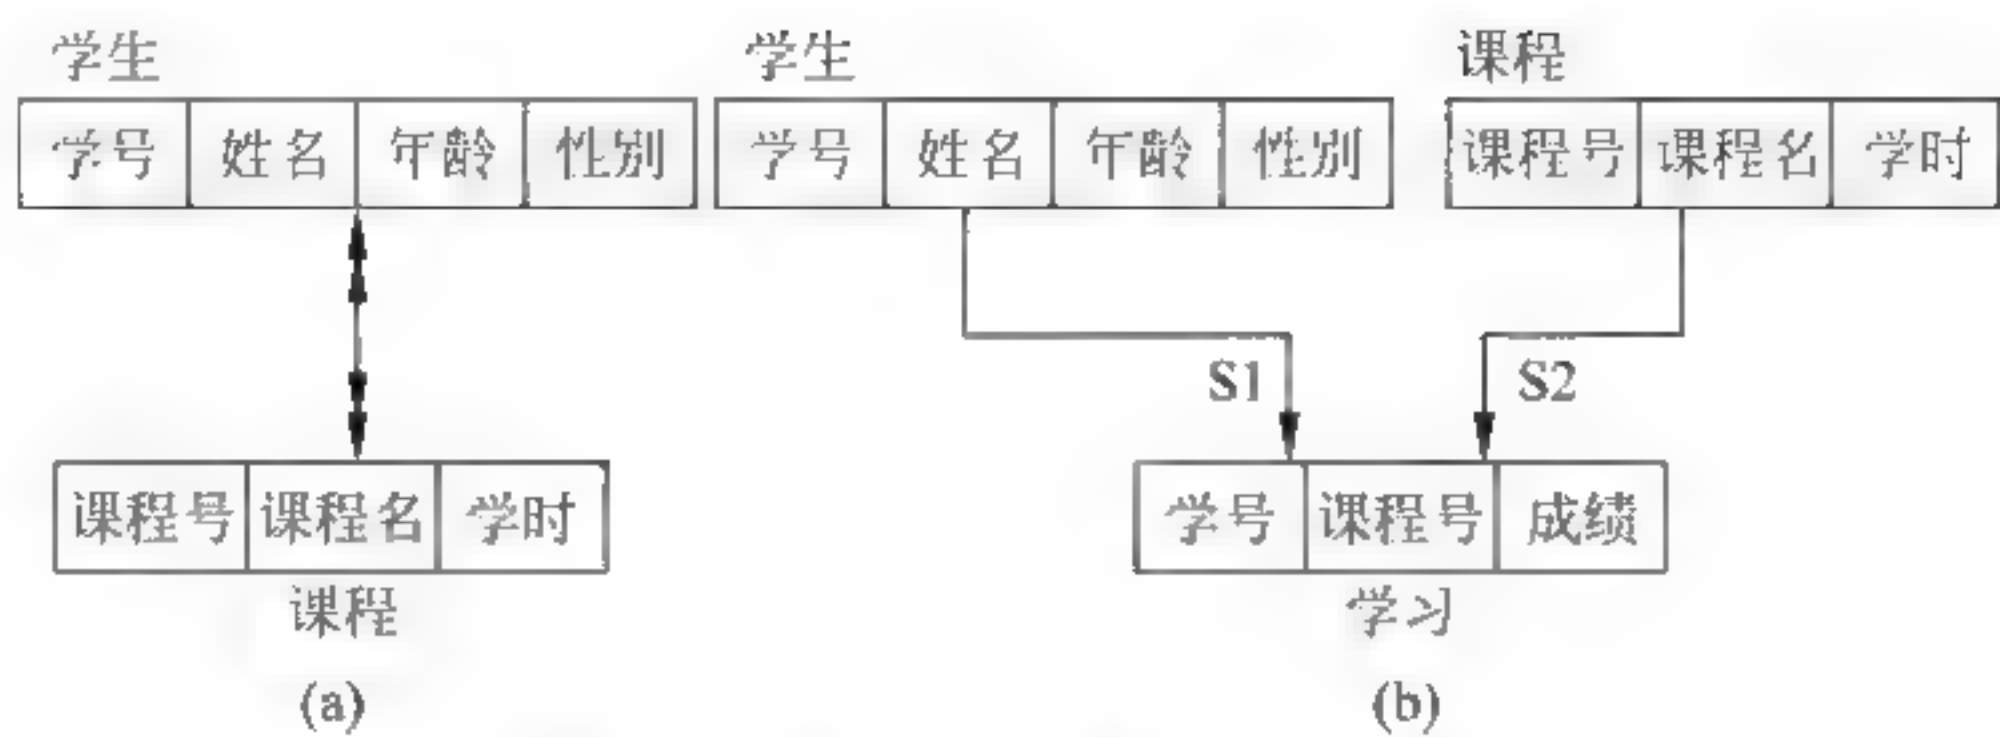 学生 学生 课程
学号 姓名 年龄 性别 学号 姓名 年龄 性别 课程号 课程名 学时
S1 S2
课程号 课程名 学时 学号 课程号 成绩
课程 学习
(a) (b)